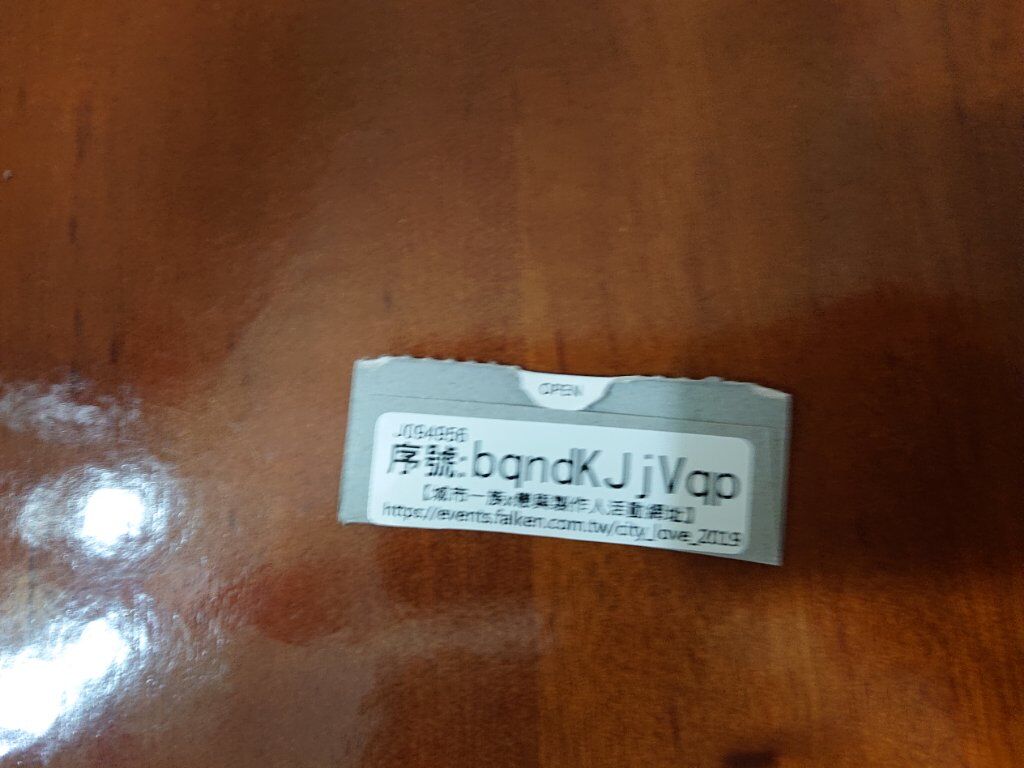 OPEN
J094956
序號:bqndKJjVqp
【城市一族x戀與製作人活動網址】
https://events.falken.com.tw/city_love_2019